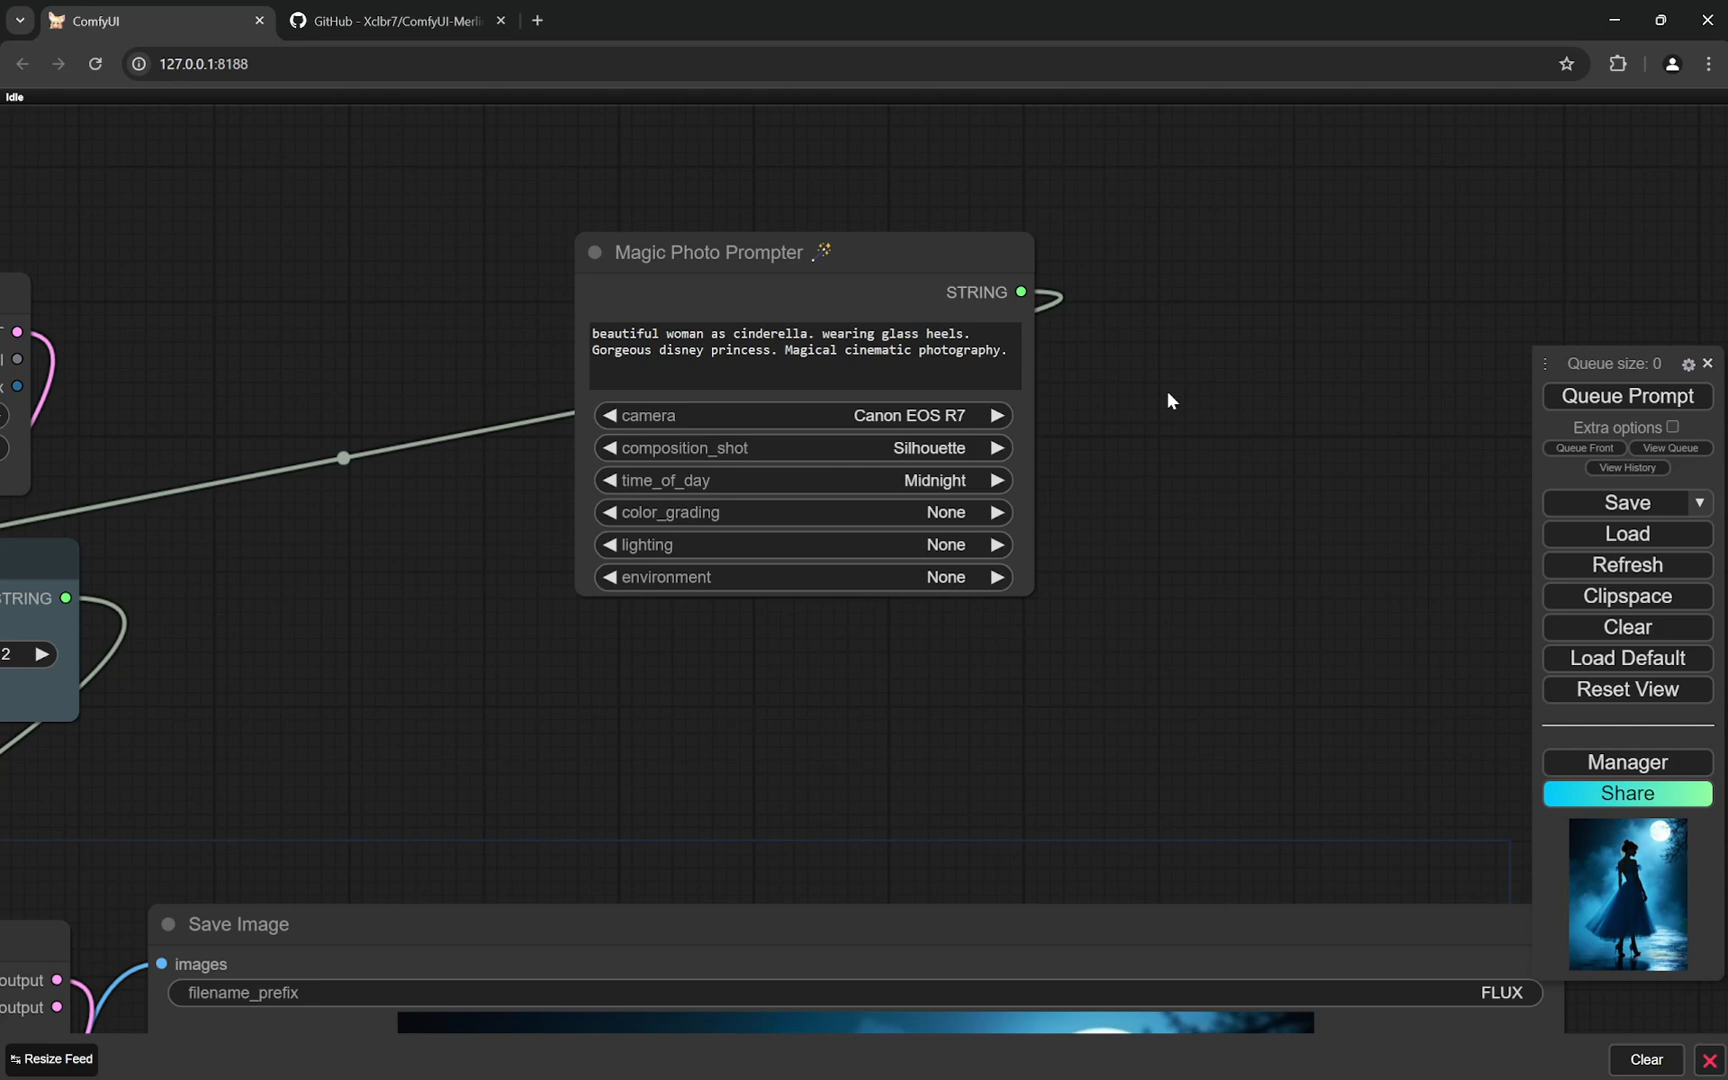 ComfyUI
GitHub - Xclbr7/ComfyUI-Merli
127.0.0.1:8188
Idle
Magic Photo Prompter
STRING
beautiful woman as cinderella. wearing glass heels.
Gorgeous disney princess. Magical cinematic photography.
camera Canon EOS R7
composition_shot Silhouette
time_of_day Midnight
color_grading None
lighting None
environment None
TRING
2
Queue size: 0
Queue Prompt
Extra options
Queue Front View Queue
View History
Save
Load
Refresh
Clipspace
Clear
Load Default
Reset View
Manager
Share
Save Image
images
filename_prefix FLUX
output
output
Resize Feed
Clear